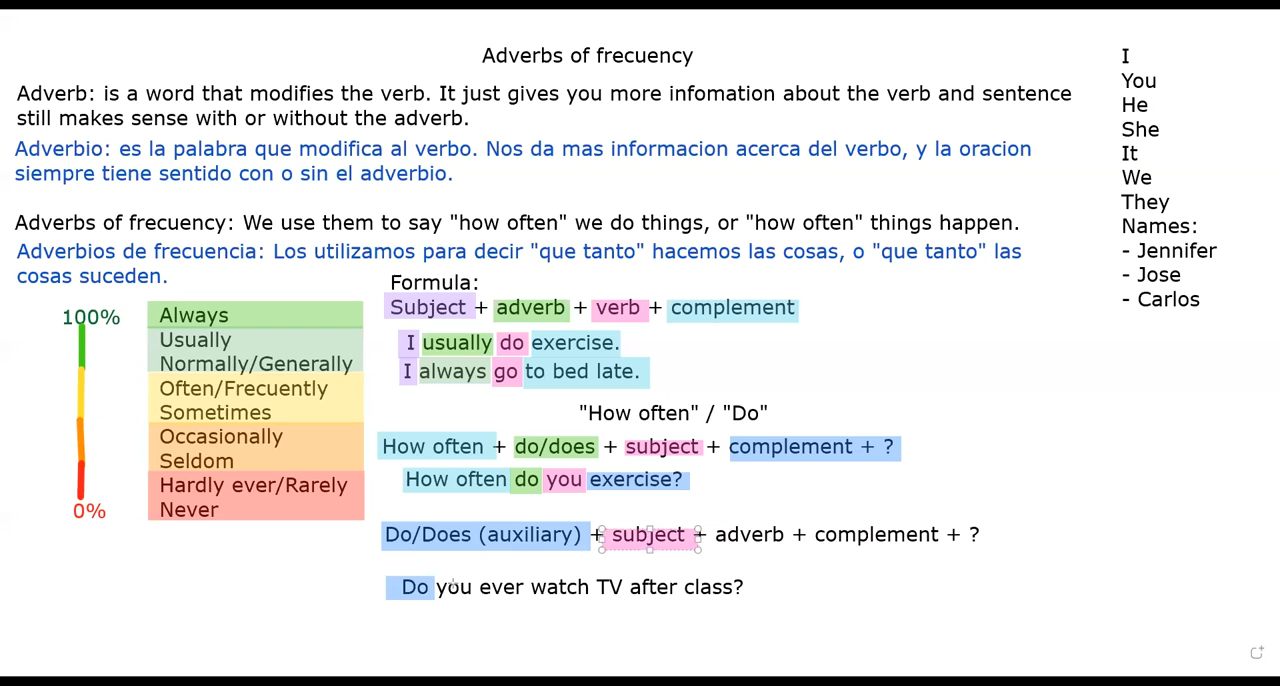 Adverbs of frecuency
Adverb: is a word that modifies the verb. It just gives you more infomation about the verb and sentence
still makes sense with or without the adverb.
Adverbio: es la palabra que modifica al verbo. Nos da mas informacion acerca del verbo, y la oracion
siempre tiene sentido con o sin el adverbio.
Adverbs of frecuency: We use them to say "how often" we do things, or "how often" things happen.
Adverbios de frecuencia: Los utilizamos para decir "que tanto" hacemos las cosas, o "que tanto" las
cosas suceden.
100%
0%
Always
Usually
Normally/Generally
Often/Frecuently
Sometimes
Occasionally
Seldom
Hardly ever/Rarely
Never
Formula:
Subject + adverb + verb + complement
I usually do exercise.
I always go to bed late.
"How often" / "Do"
How often + do/does + subject + complement + ?
How often do you exercise?
Do/Does (auxiliary) + subject + adverb + complement + ?
Do you ever watch TV after class?
I
You
He
She
It
We
They
Names:
- Jennifer
- Jose
- Carlos